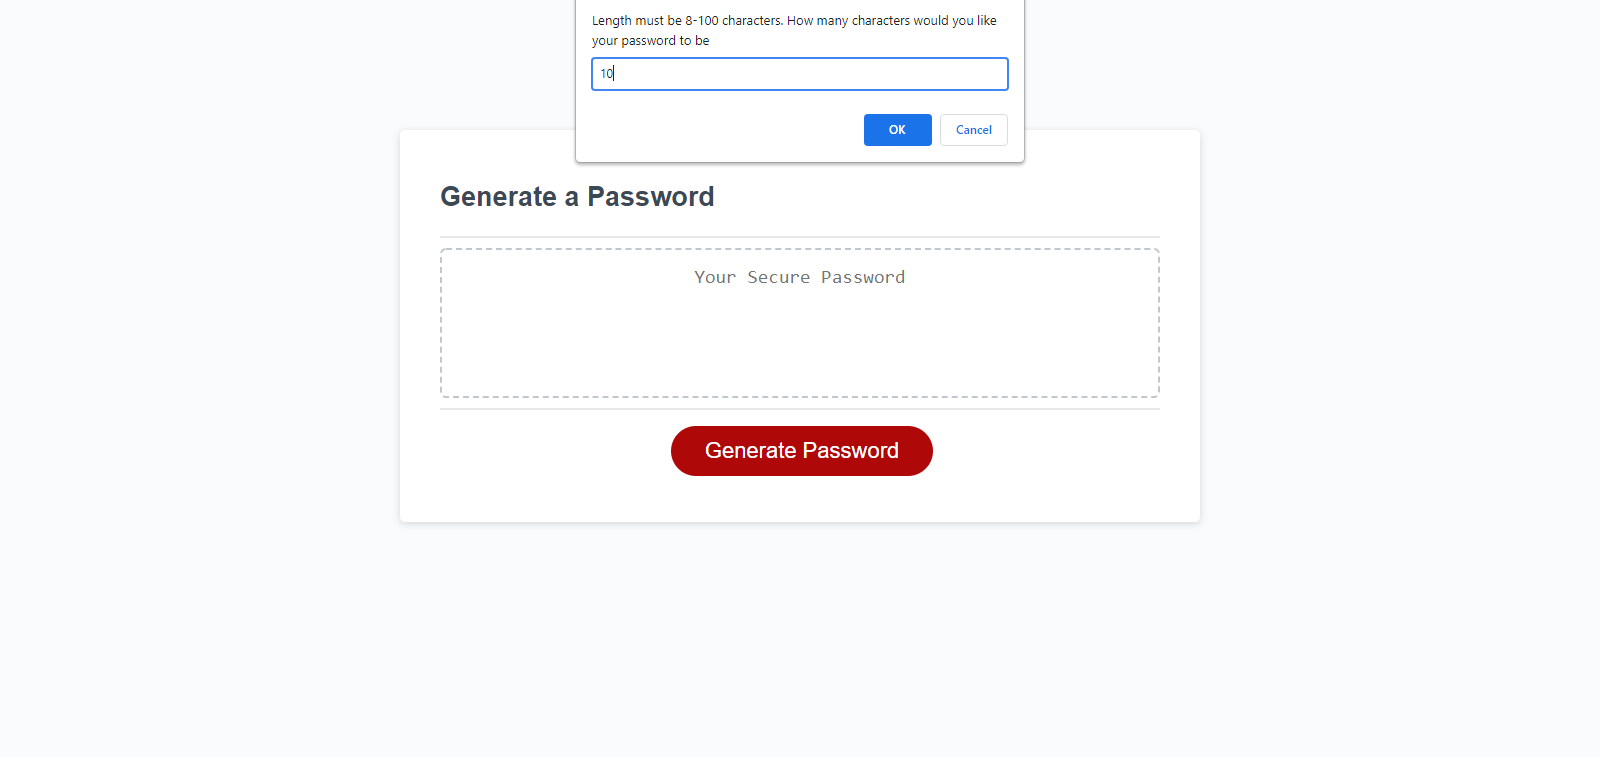 Length must be 8-100 characters. How many characters would you like
your password to be
10
OK
Cancel
Generate a Password
Your Secure Password
Generate Password